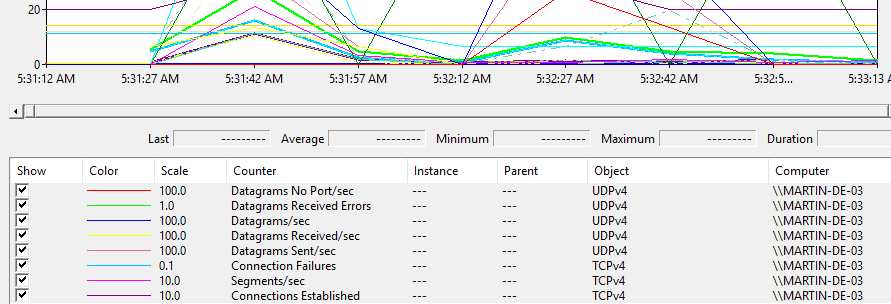 20
0
5:31:12 AM 5:31:27 AM 5:31:42 AM 5:31:57 AM 5:32:12 AM 5:32:27 AM 5:32:42 AM 5:32:5... 5:33:13 A
Last --------- Average --------- Minimum --------- Maximum --------- Duration
Show Color Scale Counter Instance Parent Object Computer
100.0 Datagrams No Port/sec --- --- UDPv4 \\MARTIN-DE-03
1.0 Datagrams Received Errors --- --- UDPv4 \\MARTIN-DE-03
100.0 Datagrams/sec --- --- UDPv4 \\MARTIN-DE-03
100.0 Datagrams Received/sec --- --- UDPv4 \\MARTIN-DE-03
100.0 Datagrams Sent/sec --- --- UDPv4 \\MARTIN-DE-03
0.1 Connection Failures --- --- TCPv4 \\MARTIN-DE-03
10.0 Segments/sec --- --- TCPv4 \\MARTIN-DE-03
10.0 Connections Established --- --- TCPv4 \\MARTIN-DE-03